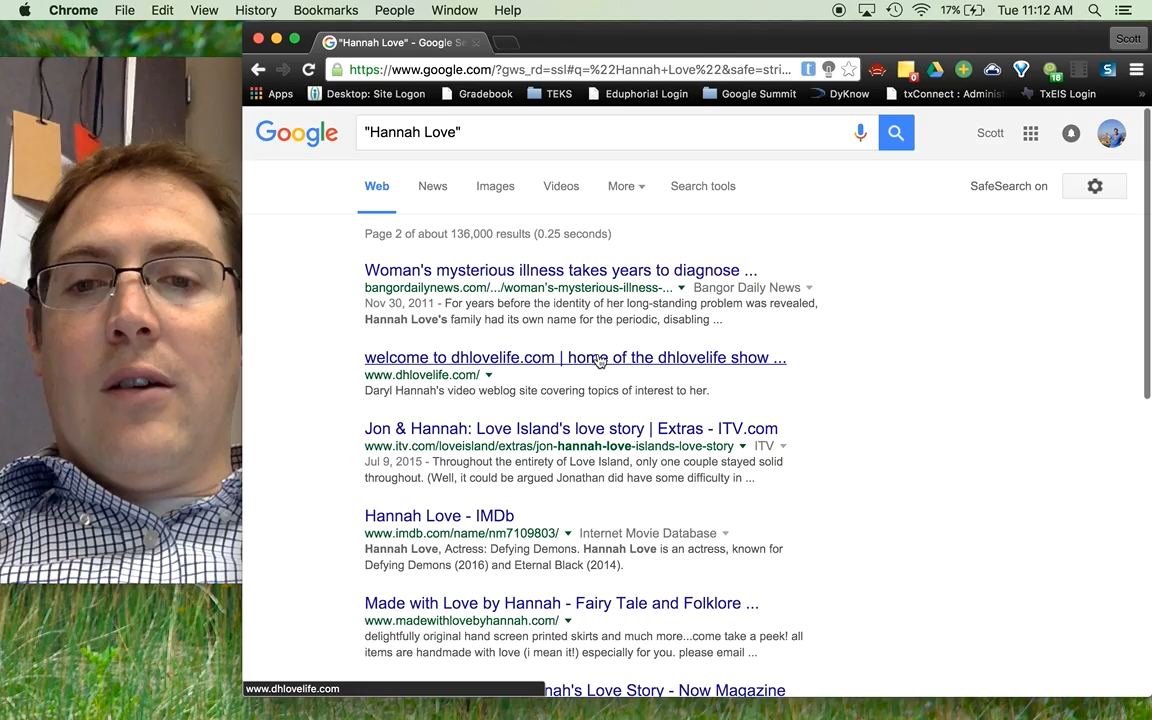 Chrome File Edit View History Bookmarks People Window Help 17% Tue 11:12 AM
"Hannah Love" - Google Se
Scott
https://www.google.com/?gws_rd=ssl#q=%22Hannah+Love%22&safe=stri...
Apps Desktop: Site Logon Gradebook TEKS Eduphoria! Login Google Summit DyKnow txConnect : Adminis TxEIS Login »
Google "Hannah Love" Scott
Web News Images Videos More Search tools SafeSearch on
Page 2 of about 136,000 results (0.25 seconds)
Woman's mysterious illness takes years to diagnose ...
bangordailynews.com/.../woman's-mysterious-illness-... Bangor Daily News
Nov 30, 2011 - For years before the identity of her long-standing problem was revealed,
Hannah Love's family had its own name for the periodic, disabling ...
welcome to dhlovelife.com | home of the dhlovelife show ...
www.dhlovelife.com/
Daryl Hannah's video weblog site covering topics of interest to her.
Jon & Hannah: Love Island's love story | Extras - ITV.com
www.itv.com/loveisland/extras/jon-hannah-love-islands-love-story ITV
Jul 9, 2015 - Throughout the entirety of Love Island, only one couple stayed solid
throughout. (Well, it could be argued Jonathan did have some difficulty in ...
Hannah Love - IMDb
www.imdb.com/name/nm7109803/ Internet Movie Database
Hannah Love, Actress: Defying Demons. Hannah Love is an actress, known for
Defying Demons (2016) and Eternal Black (2014).
Made with Love by Hannah - Fairy Tale and Folklore ...
www.madewithlovebyhannah.com/
delightfully original hand screen printed skirts and much more...come take a peek! all
items are handmade with love (i mean it!) especially for you. please email ...
www.dhlovelife.com nah's Love Story - Now Magazine